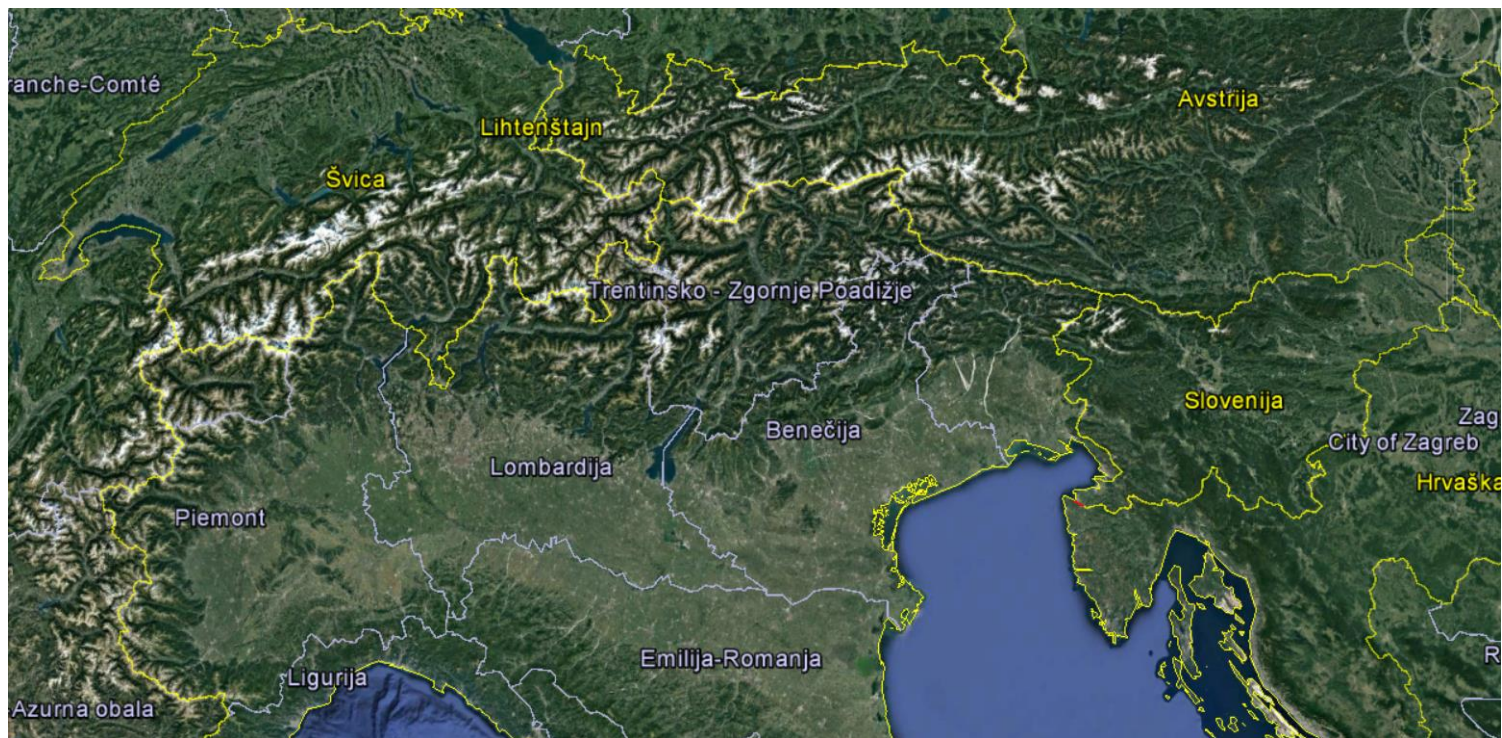 ranche-Comté
Avstrija
Lihtenštajn
Švica
Trentinsko - Zgornje Poadižje
Slovenija
Zag
Benečija
City of Zagreb
Lombardija
Hrvaška
Piemont
Emilija-Romanja
R
Ligurija
Azurna obala